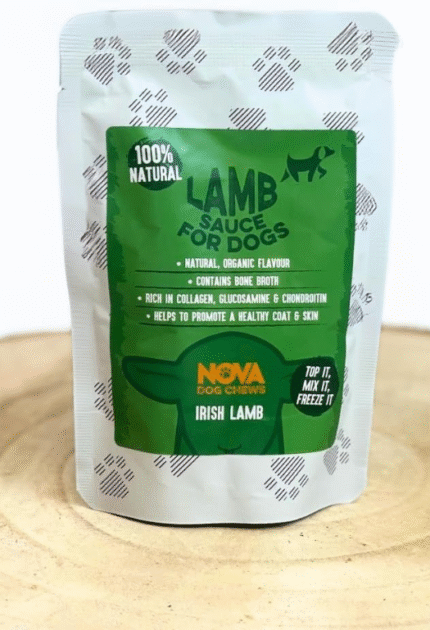 100%
NATURAL
LAMB
SAUCE
FOR DOGS
• NATURAL, ORGANIC FLAVOUR
• CONTAINS BONE BROTH
• RICH IN COLLAGEN, GLUCOSAMINE & CHONDROITIN
• HELPS TO PROMOTE A HEALTHY COAT & SKIN
NOVA
DOG CHEWS
IRISH LAMB
TOP IT,
MIX IT,
FREEZE IT